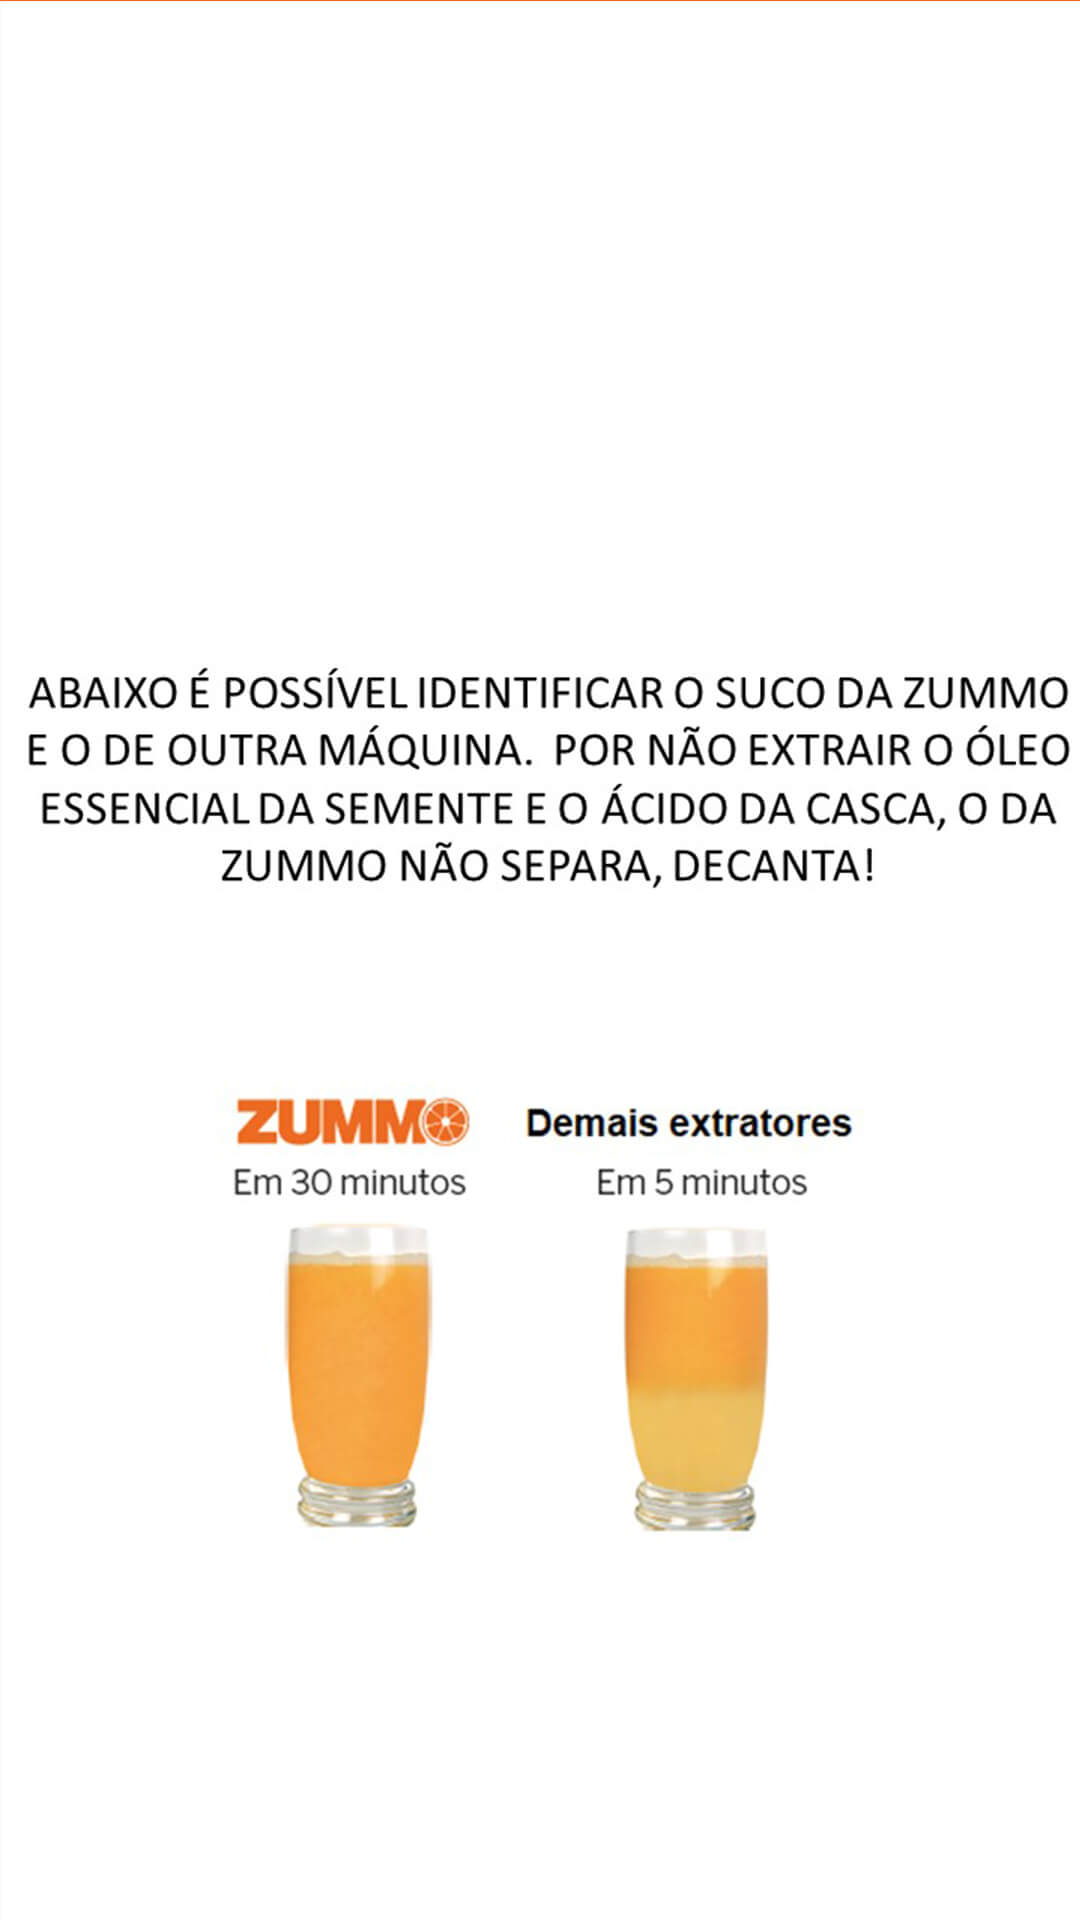 ABAIXO É POSSÍVEL IDENTIFICAR O SUCO DA ZUMMO
E O DE OUTRA MÁQUINA. POR NÃO EXTRAIR O ÓLEO
ESSENCIAL DA SEMENTE E O ÁCIDO DA CASCA, O DA
ZUMMO NÃO SEPARA, DECANTA!
ZUMMO
Demais extratores
Em 30 minutos
Em 5 minutos